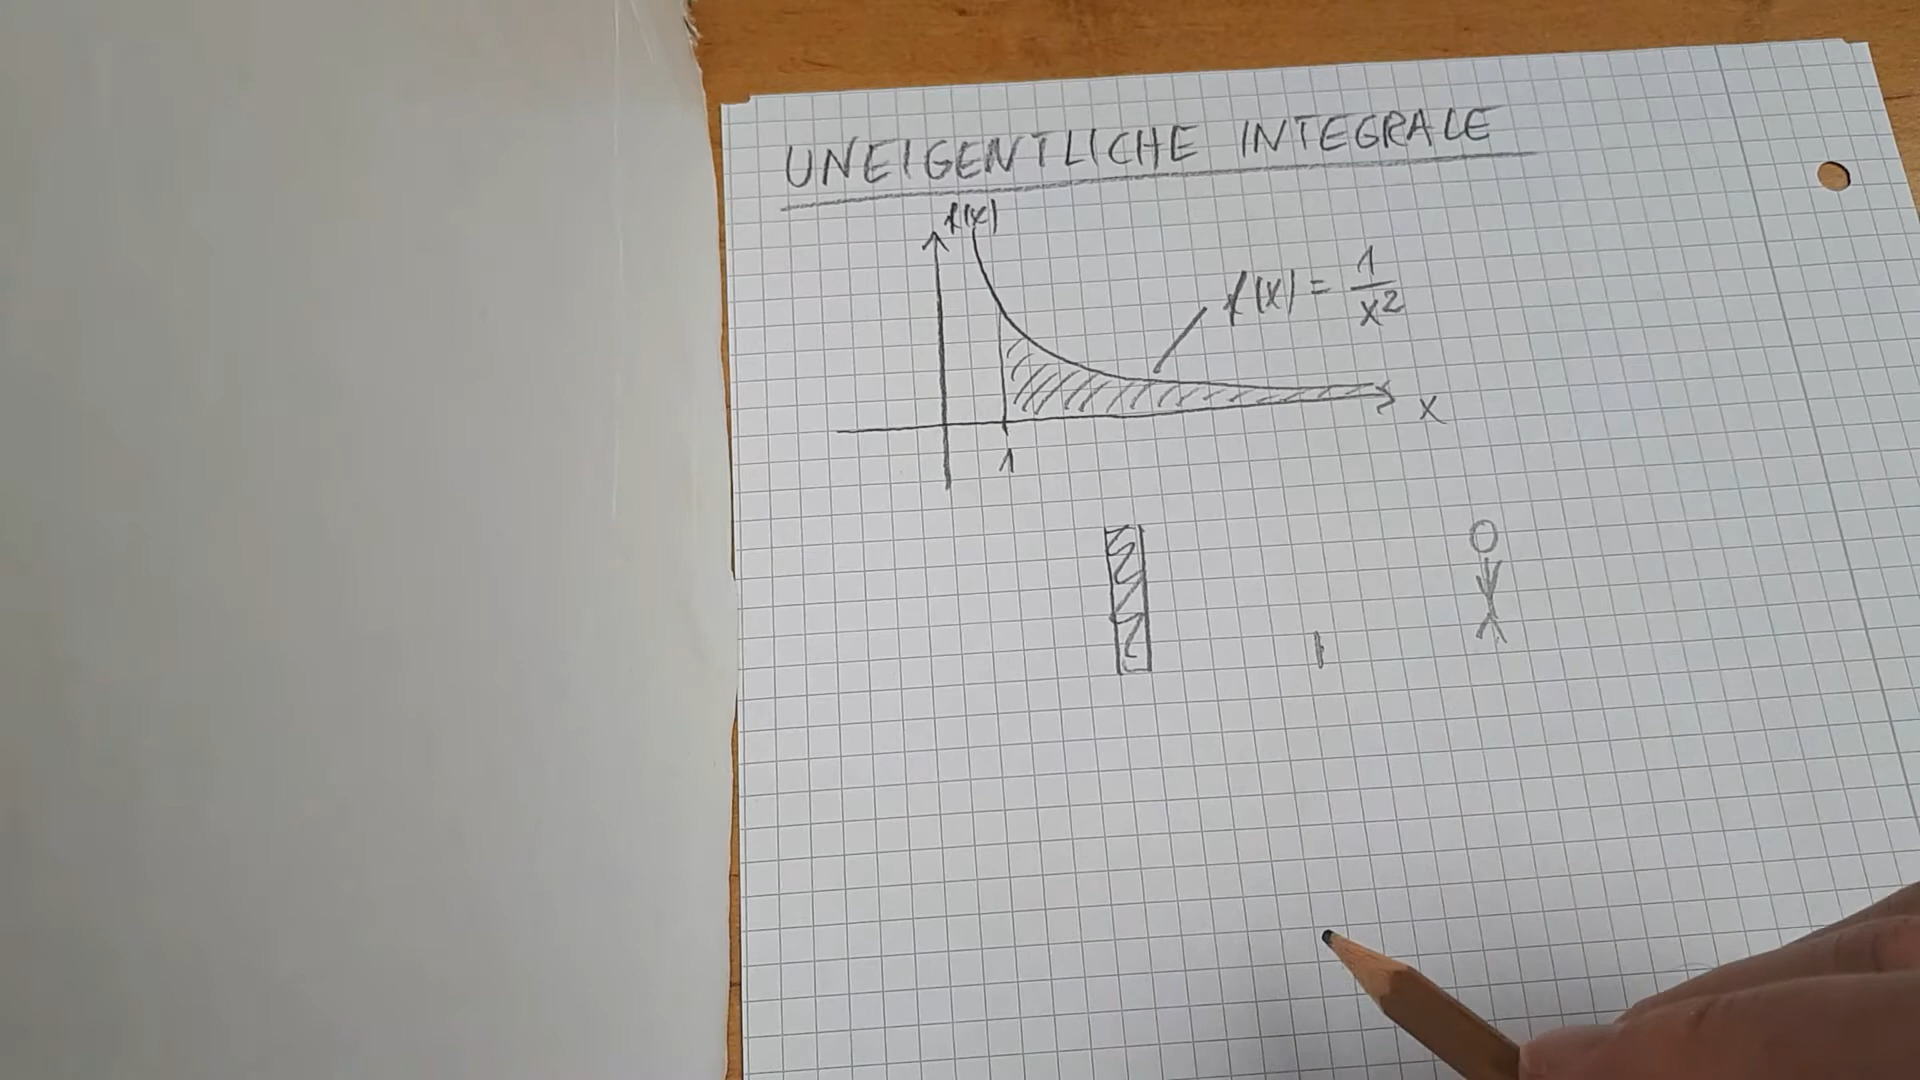 UNEIGENTLICHE INTEGRALE
f(x)
f(x) = 1/x²
x
1